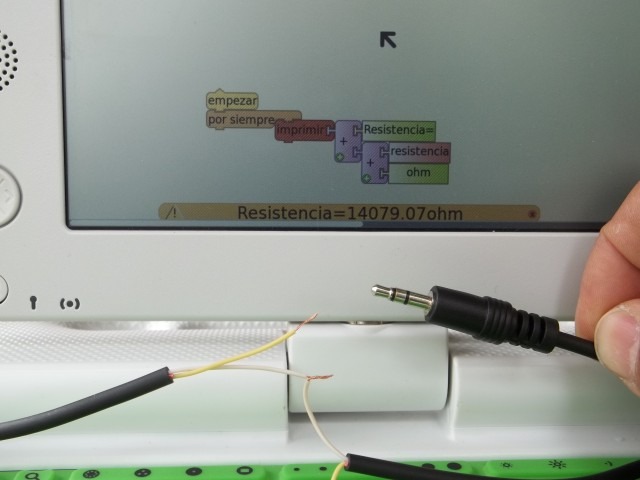 empezar
por siempre
imprimir + Resistencia=
+ resistencia
ohm
/! Resistencia=14079.07ohm